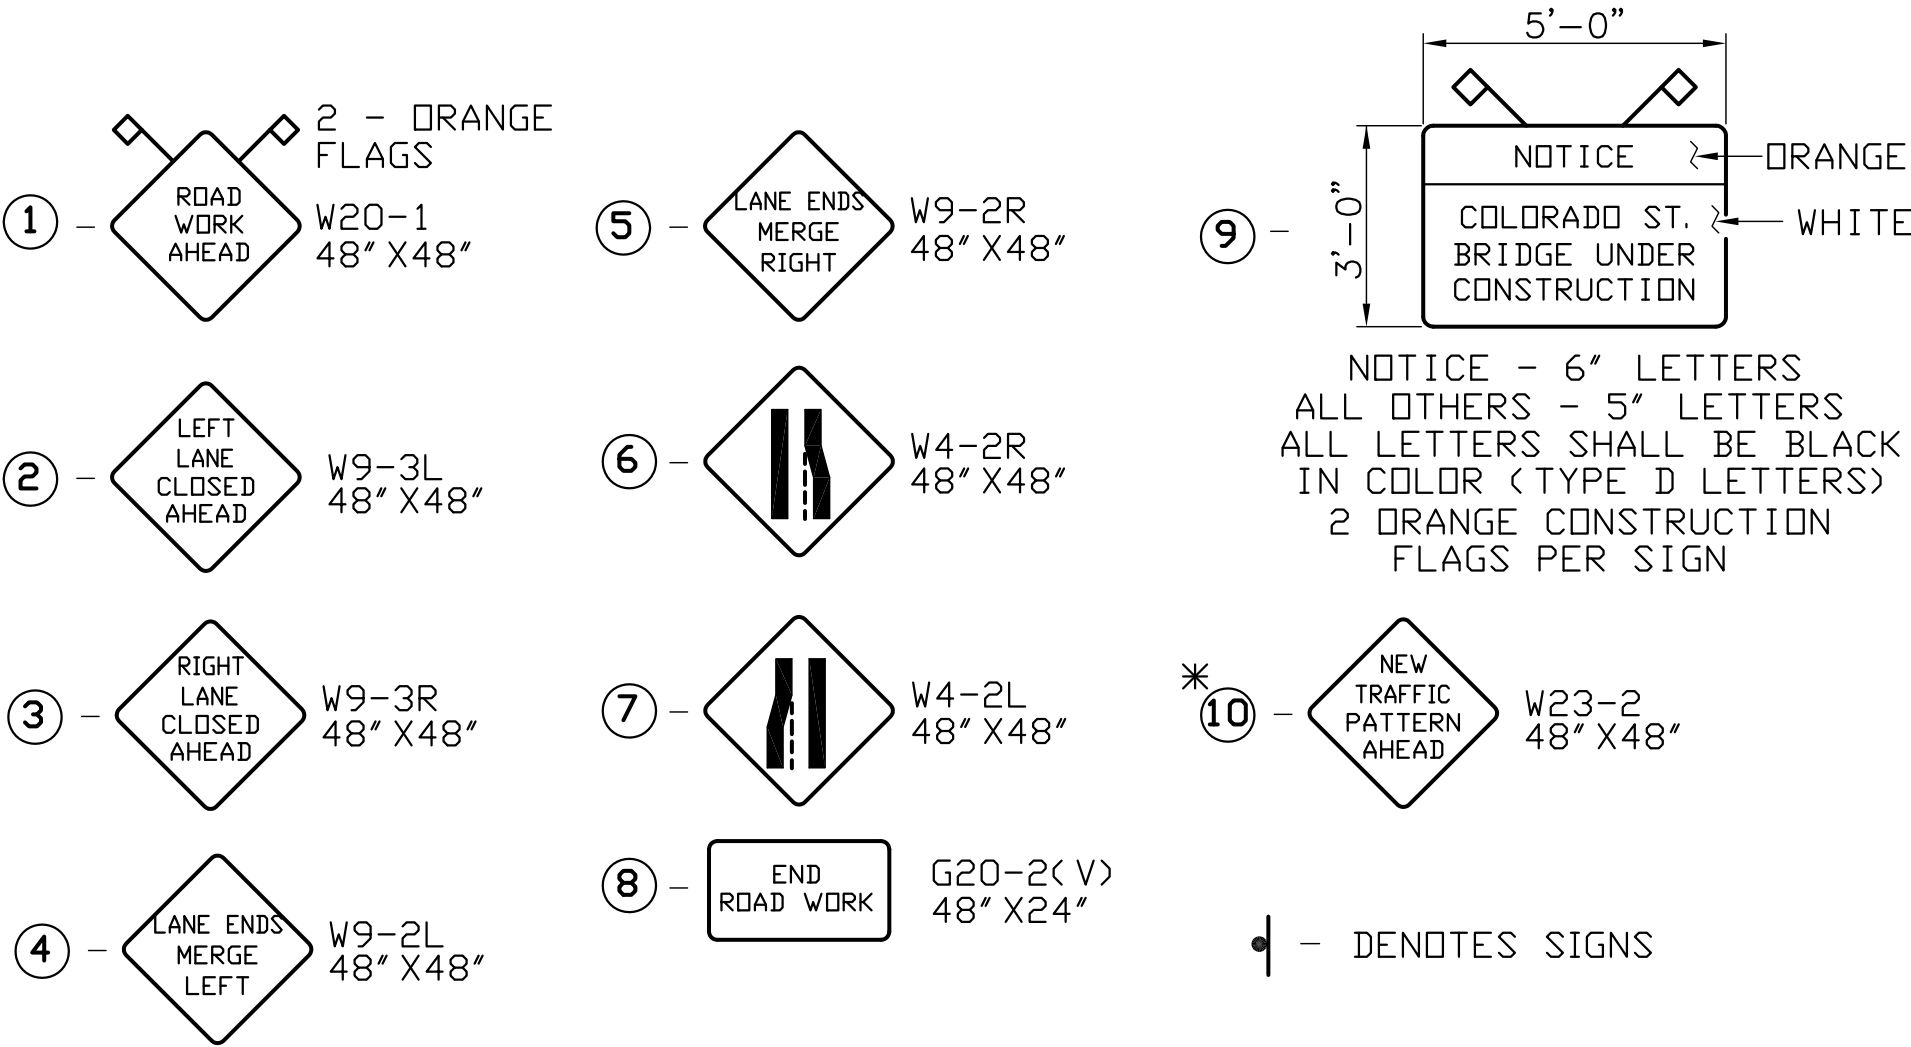 1 -
ROAD
WORK
AHEAD
2 - ORANGE
FLAGS
W20-1
48" X48"
2 -
LEFT
LANE
CLOSED
AHEAD
W9-3L
48" X48"
3 -
RIGHT
LANE
CLOSED
AHEAD
W9-3R
48" X48"
4 -
LANE ENDS
MERGE
LEFT
W9-2L
48" X48"
5 -
LANE ENDS
MERGE
RIGHT
W9-2R
48" X48"
6 -
W4-2R
48" X48"
7 -
W4-2L
48" X48"
8 -
END
ROAD WORK
G20-2(V)
48" X24"
9 -
5'-0"
3'-0"
NOTICE
ORANGE
COLORADO ST.
BRIDGE UNDER
CONSTRUCTION
WHITE
NOTICE - 6" LETTERS
ALL OTHERS - 5" LETTERS
ALL LETTERS SHALL BE BLACK
IN COLOR (TYPE D LETTERS)
2 ORANGE CONSTRUCTION
FLAGS PER SIGN
* 10 -
NEW
TRAFFIC
PATTERN
AHEAD
W23-2
48" X48"
- DENOTES SIGNS